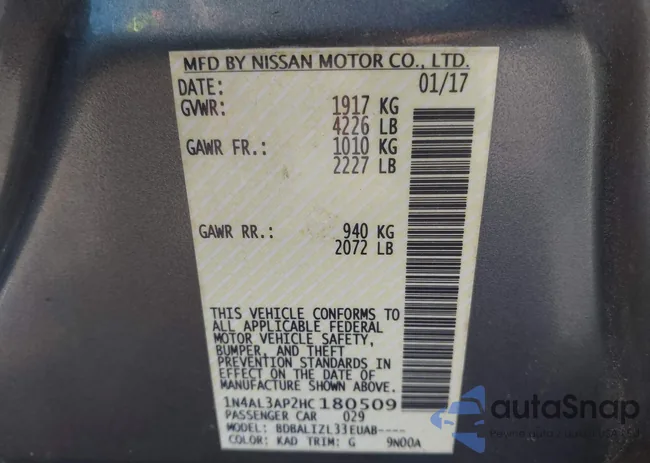 MFD BY NISSAN MOTOR CO., LTD.
DATE: 01/17
GVWR: 1917 KG
4226 LB
GAWR FR.: 1010 KG
2227 LB
GAWR RR.: 940 KG
2072 LB
THIS VEHICLE CONFORMS TO
ALL APPLICABLE FEDERAL
MOTOR VEHICLE SAFETY,
BUMPER, AND THEFT
PREVENTION STANDARDS IN
EFFECT ON THE DATE OF
MANUFACTURE SHOWN ABOVE.
1N4AL3AP2HC180509
PASSENGER CAR 029
MODEL: BDBALIZL33EUAB----
COLOR: KAD TRIM: G 9N00A
autoSnap